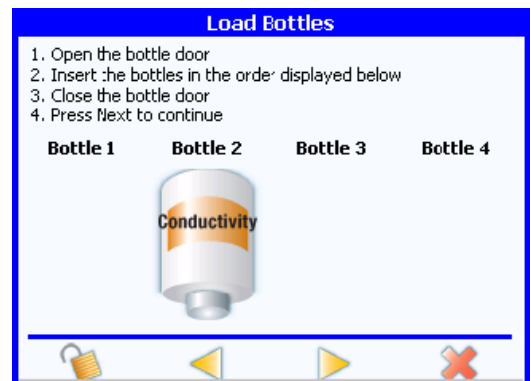 Load Bottles
1. Open the bottle door
2. Insert the bottles in the order displayed below
3. Close the bottle door
4. Press Next to continue
Bottle 1 Bottle 2 Bottle 3 Bottle 4
Conductivity